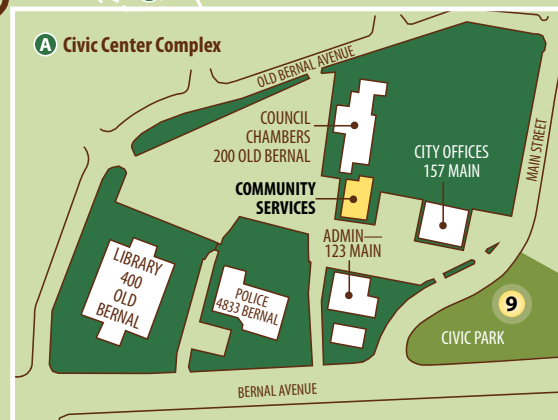 A Civic Center Complex
OLD BERNAL AVENUE
COUNCIL
CHAMBERS
200 OLD BERNAL
CITY OFFICES
157 MAIN
MAIN STREET
COMMUNITY
SERVICES
ADMIN—
123 MAIN
LIBRARY
400
OLD
BERNAL
POLICE
4833 BERNAL
9
CIVIC PARK
BERNAL AVENUE